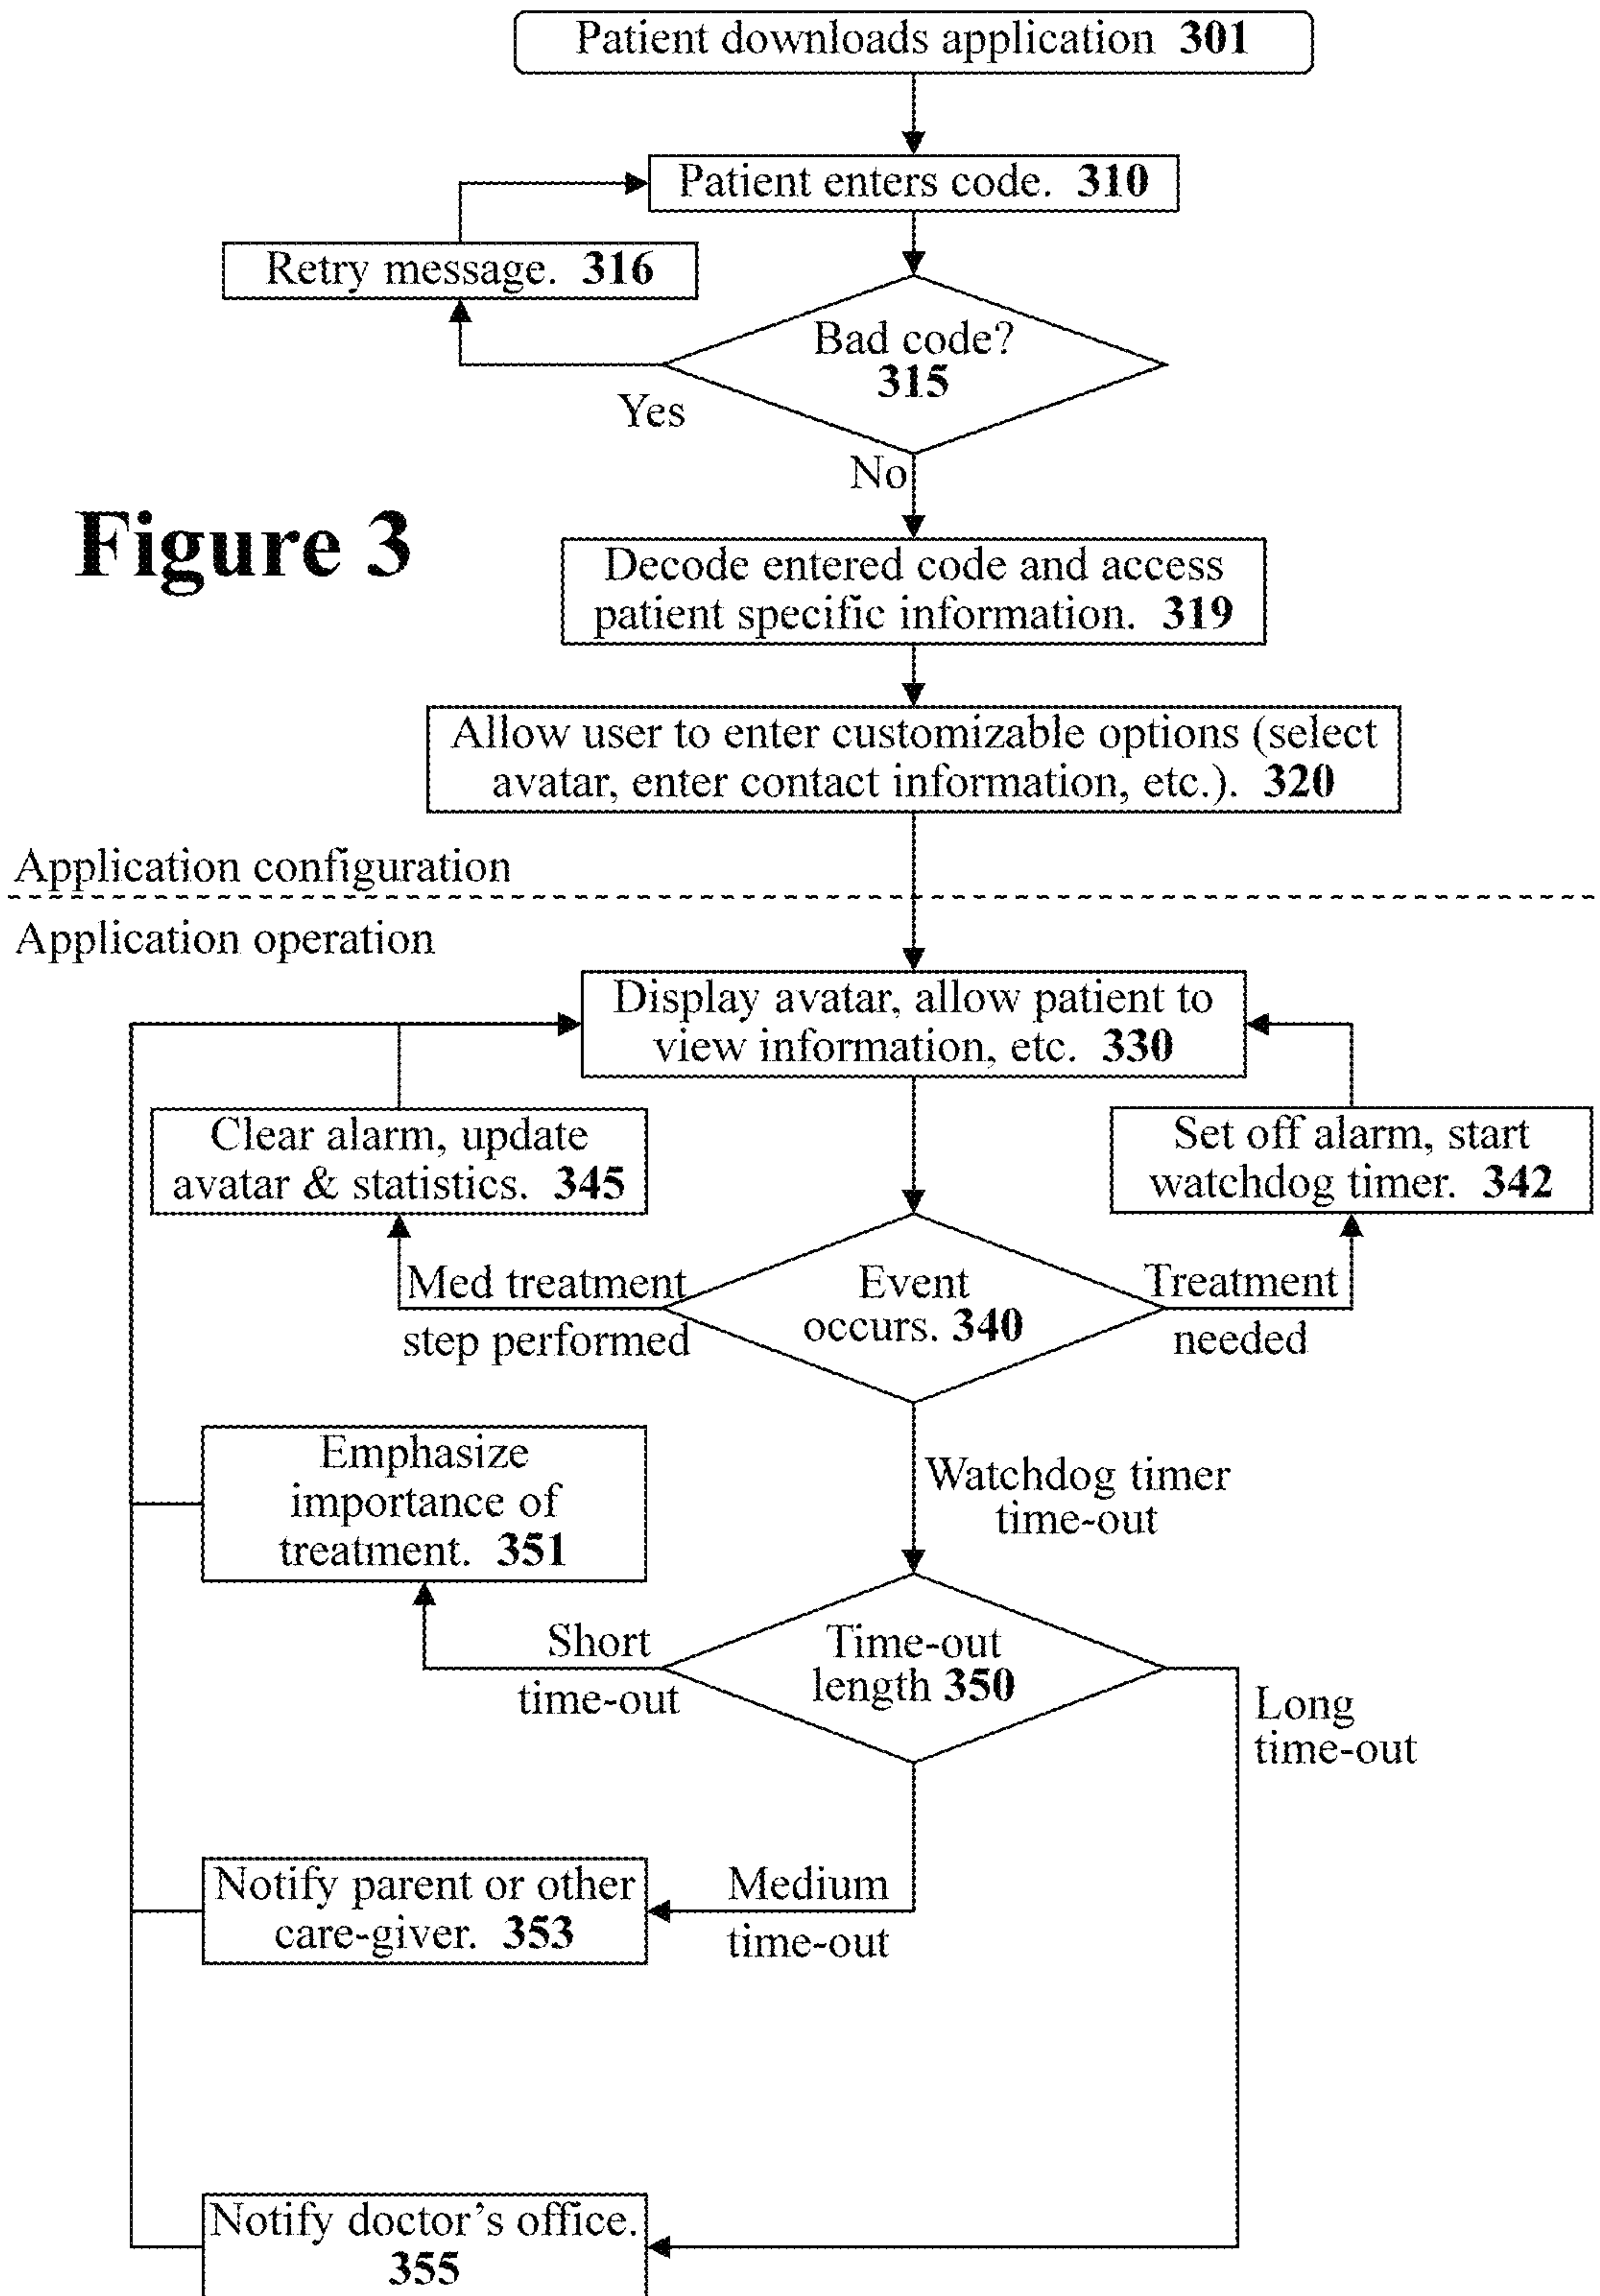 Patient downloads application 301
Patient enters code. 310
Retry message. 316
Bad code?
315
Yes
No
Figure 3
Decode entered code and access
patient specific information. 319
Allow user to enter customizable options (select
avatar, enter contact information, etc.). 320
Application configuration
Application operation
Display avatar, allow patient to
view information, etc. 330
Clear alarm, update
avatar & statistics. 345
Set off alarm, start
watchdog timer. 342
Med treatment
step performed
Event
occurs. 340
Treatment
needed
Emphasize
importance of
treatment. 351
Watchdog timer
time-out
Short
time-out
Time-out
length 350
Long
time-out
Notify parent or other
care-giver. 353
Medium
time-out
Notify doctor's office.
355